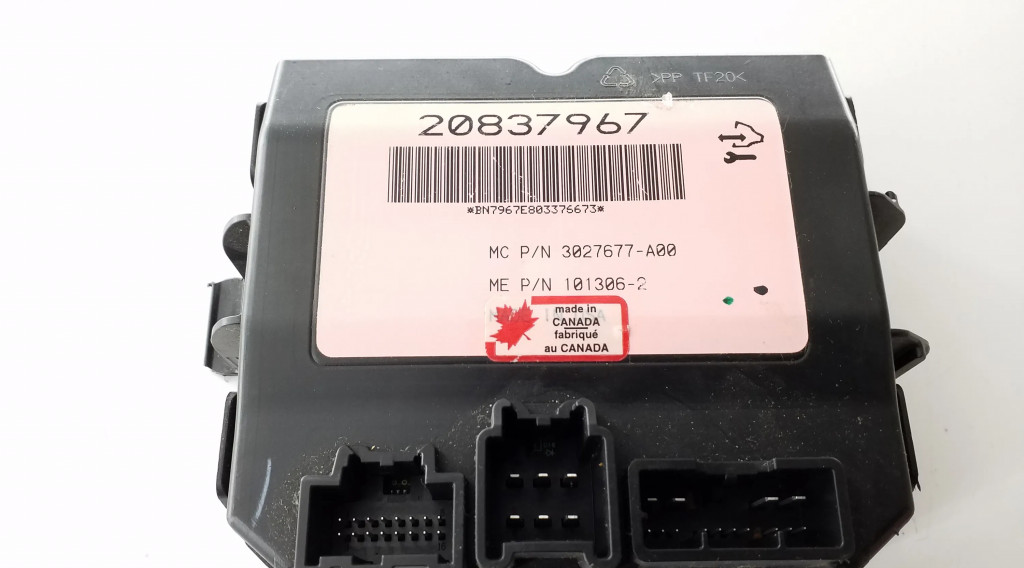 >PP TF20<
20837967
*BN7967E803376673*
MC P/N 3027677-A00
ME P/N 101306-2
made in
CANADA
fabriqué
au CANADA